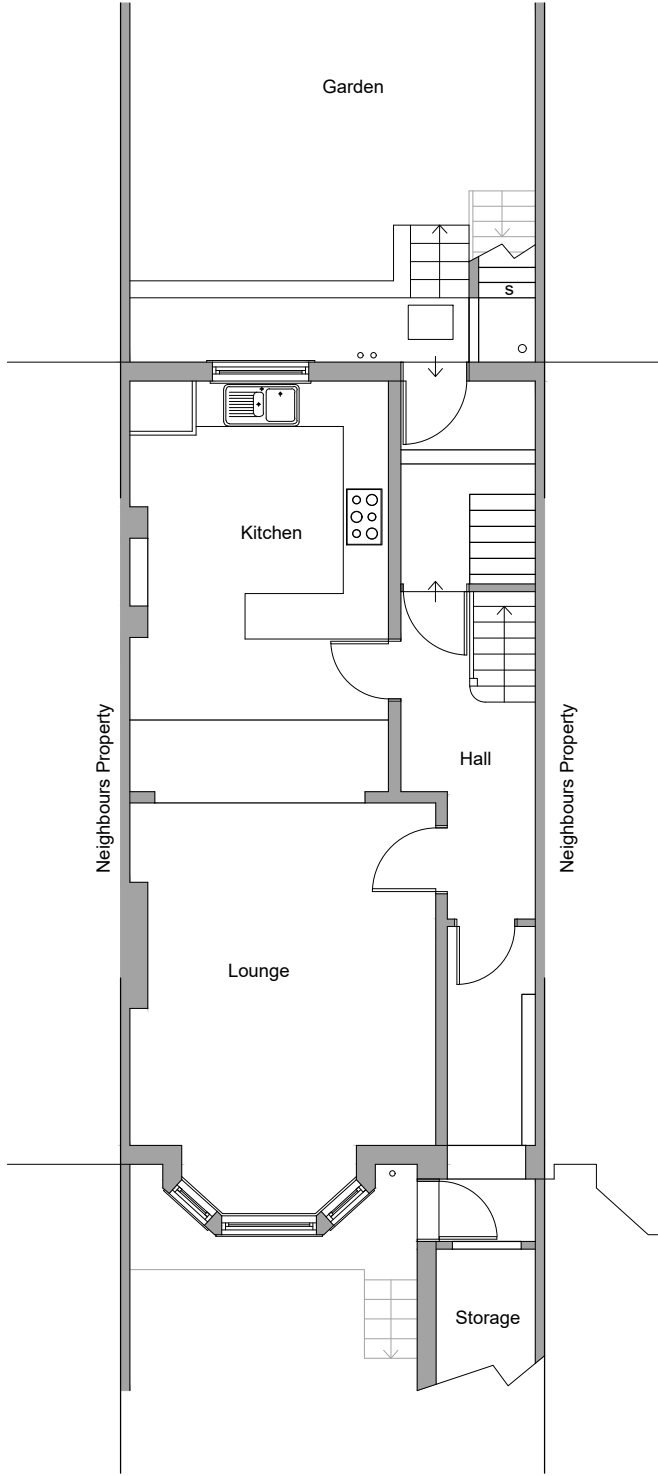 Garden
s
Kitchen
Neighbours Property
Neighbours Property
Hall
Lounge
Storage